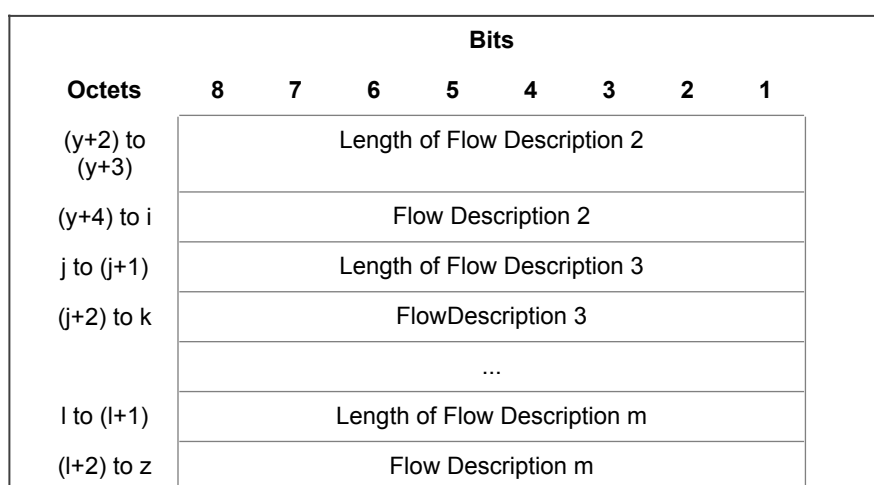 Bits
Octets 8 7 6 5 4 3 2 1
(y+2) to Length of Flow Description 2
(y+3)
(y+4) to i Flow Description 2
j to (j+1) Length of Flow Description 3
(j+2) to k FlowDescription 3
...
l to (l+1) Length of Flow Description m
(l+2) to z Flow Description m